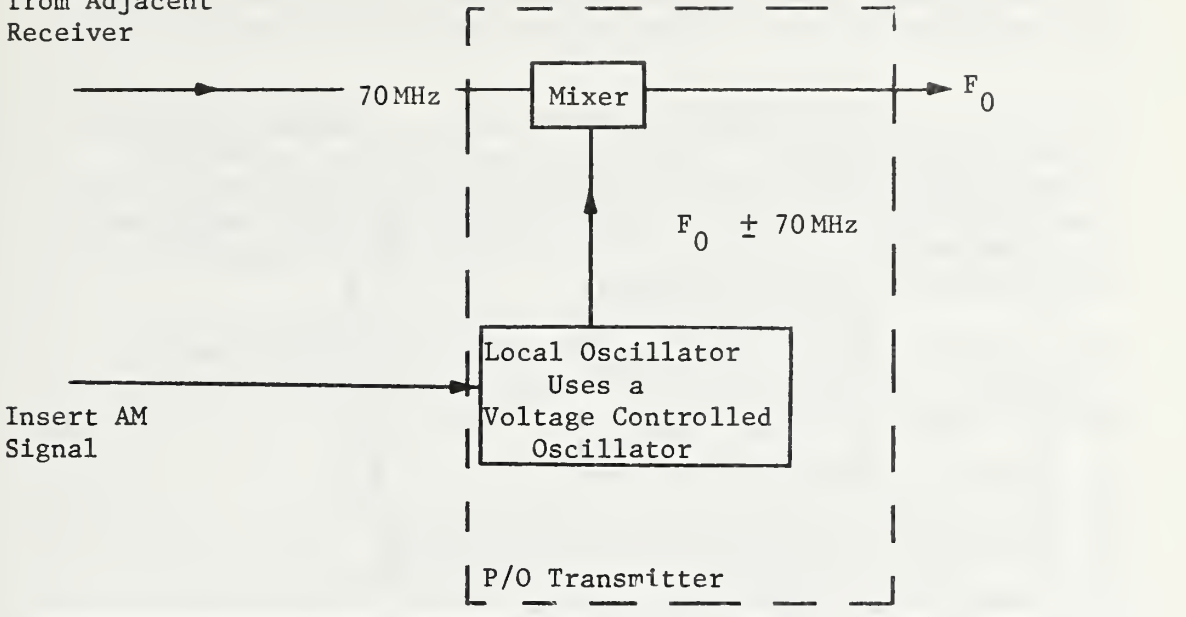 from Adjacent
Receiver
70 MHz
Mixer
F0
F0 ± 70 MHz
Local Oscillator
Uses a
Voltage Controlled
Oscillator
Insert AM
Signal
P/O Transmitter